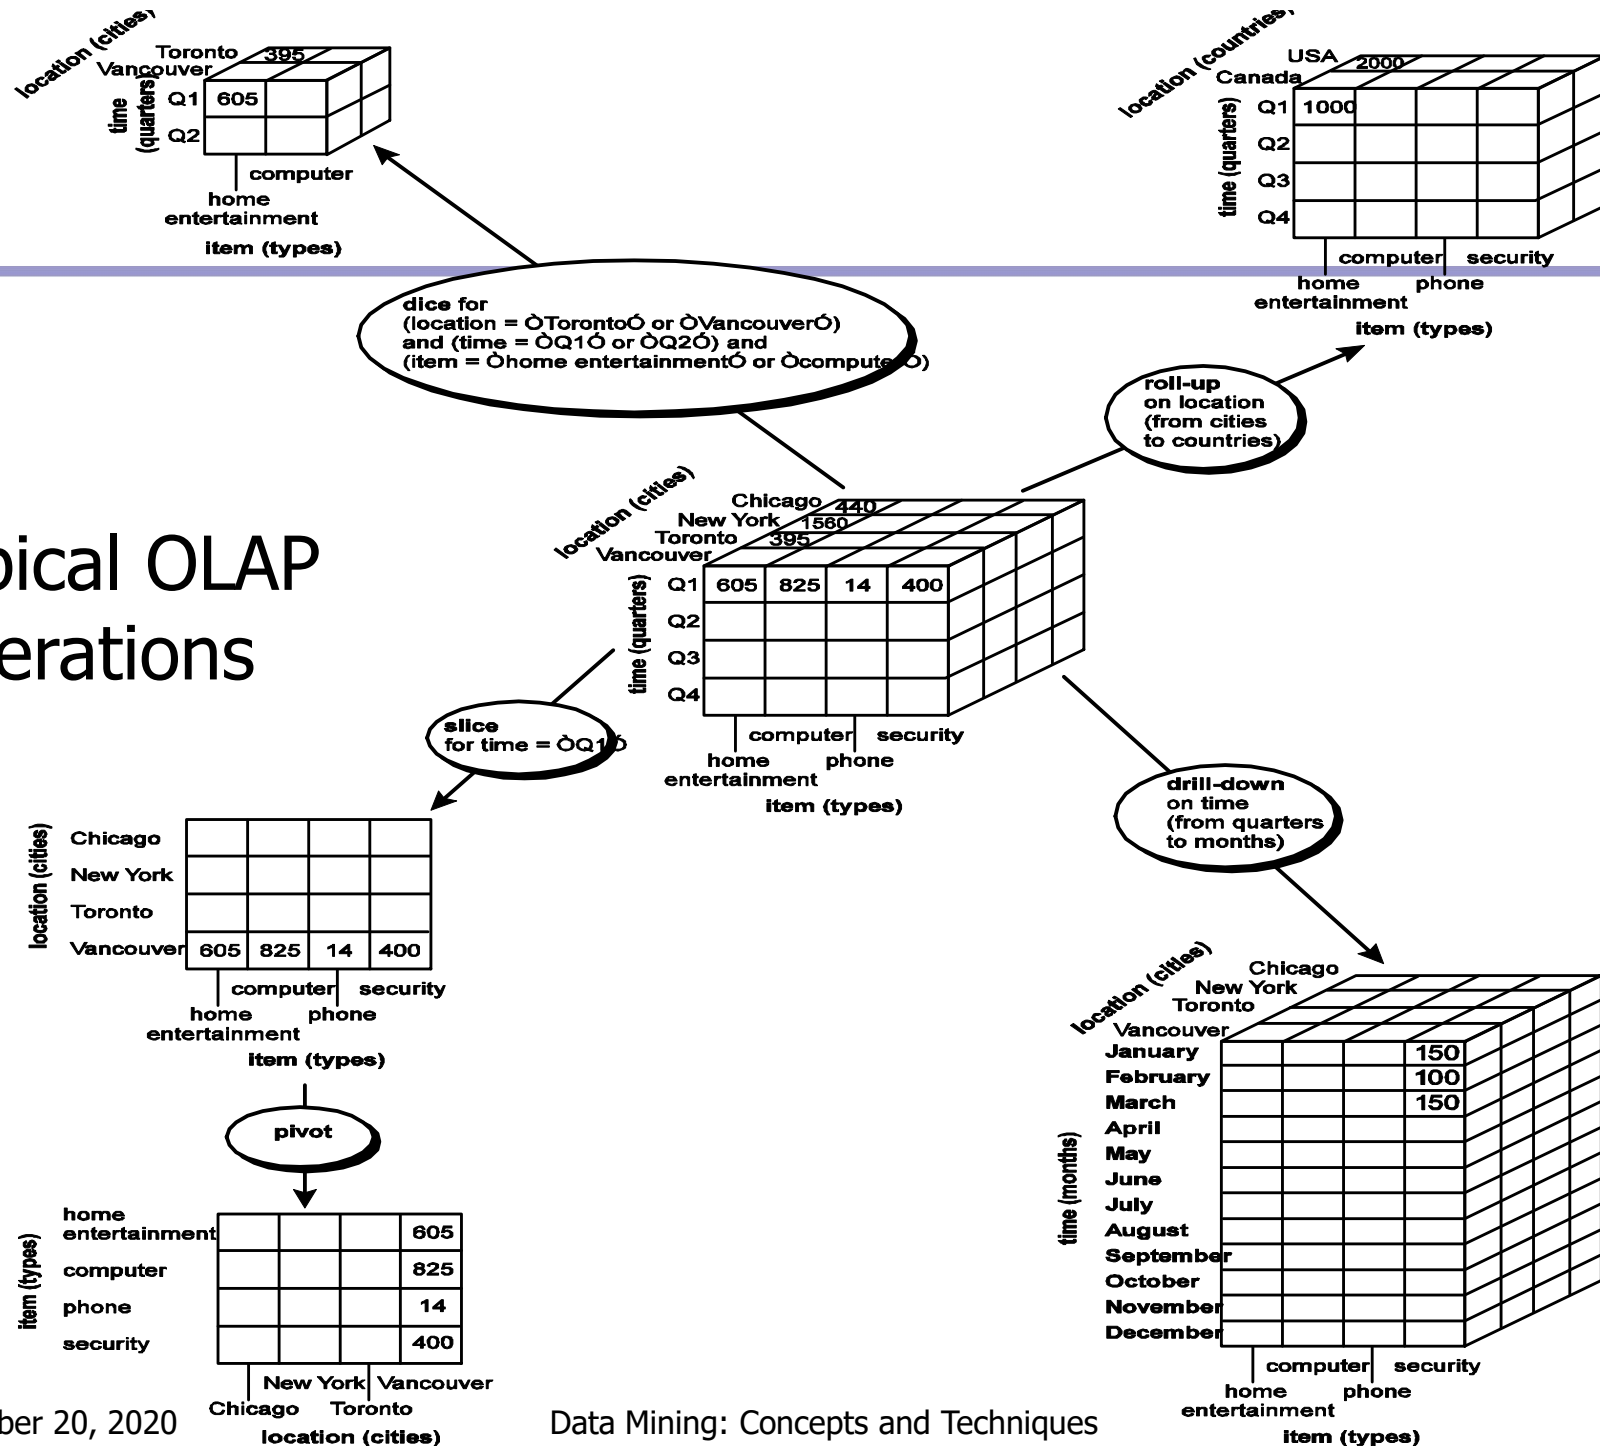 location (cities)
Toronto 395
Vancouver
time (quarters)
Q1 605
Q2
computer
home
entertainment
item (types)
location (countries)
USA 2000
Canada
time (quarters)
Q1 1000
Q2
Q3
Q4
computer security
home phone
entertainment
item (types)
dice for
(location = ÒTorontoÓ or ÒVancouverÓ)
and (time = ÒQ1Ó or ÒQ2Ó) and
(item = Òhome entertainmentÓ or ÒcomputerÓ)
roll-up
on location
(from cities
to countries)
pical OLAP
erations
location (cities)
Chicago 440
New York 1560
Toronto 395
Vancouver
time (quarters)
Q1 605 825 14 400
Q2
Q3
Q4
computer security
home phone
entertainment
item (types)
slice
for time = ÒQ1Ó
drill-down
on time
(from quarters
to months)
location (cities)
Chicago
New York
Toronto
Vancouver 605 825 14 400
computer security
home phone
entertainment
item (types)
pivot
item (types)
home
entertainment 605
computer 825
phone 14
security 400
New York Vancouver
Chicago Toronto
location (cities)
location (cities)
Chicago
New York
Toronto
Vancouver
time (months)
January 150
February 100
March 150
April
May
June
July
August
September
October
November
December
computer security
home phone
entertainment
item (types)
ber 20, 2020
Data Mining: Concepts and Techniques